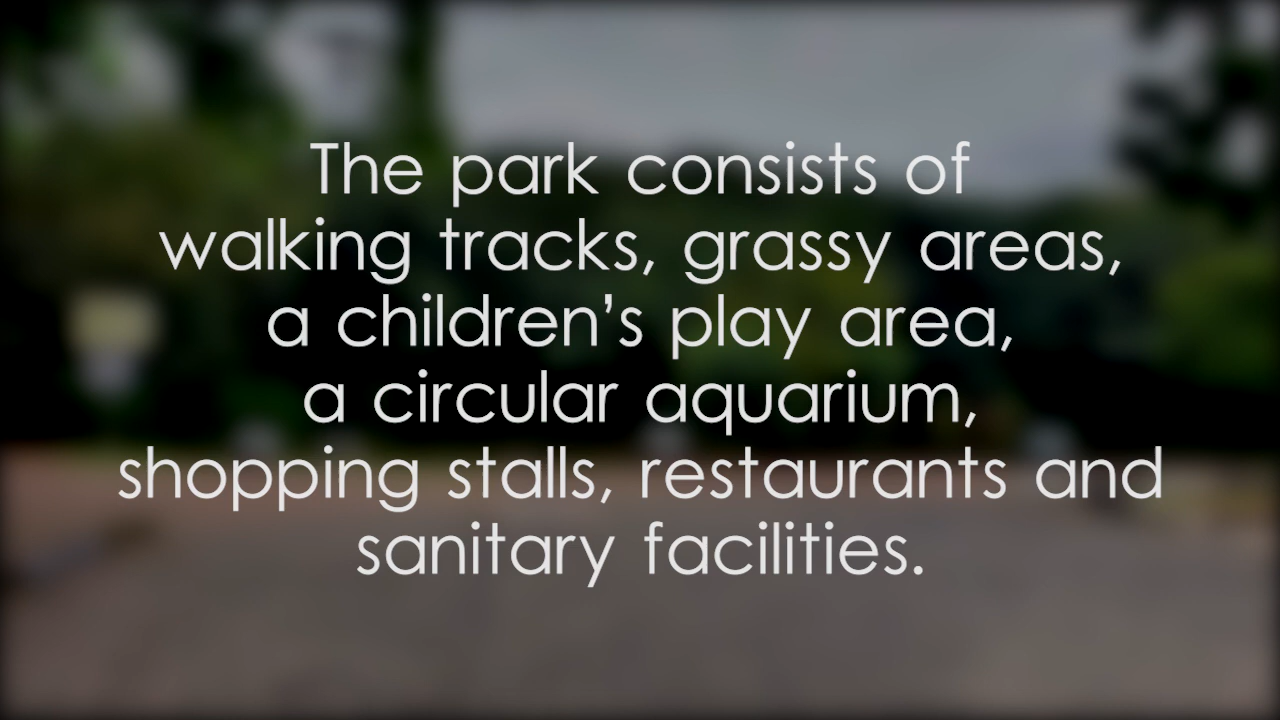 The park consists of
walking tracks, grassy areas,
a children’s play area,
a circular aquarium,
shopping stalls, restaurants and
sanitary facilities.